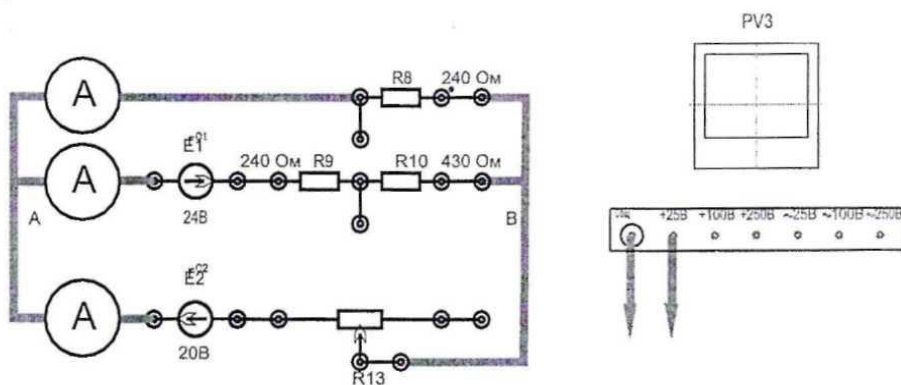 PV3
R8 240 Ом
A
E1
240 Ом R9 R10 430 Ом
A
A B
24В
+25В +100В +250В ~25В ~100В ~250В
E2
A
20В
R13